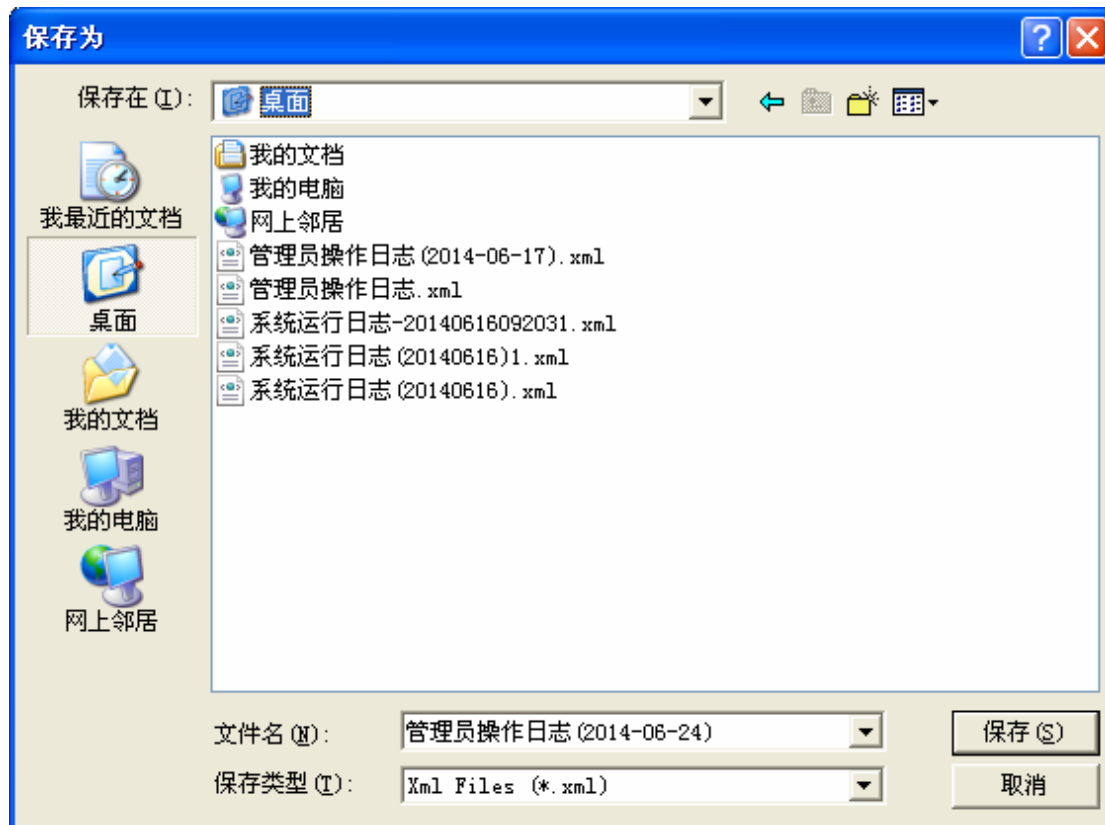 保存为
保存在(I):
桌面
我最近的文档
桌面
我的文档
我的电脑
网上邻居
我的文档
我的电脑
网上邻居
管理员操作日志(2014-06-17).xml
管理员操作日志.xml
系统运行日志-20140616092031.xml
系统运行日志(20140616)1.xml
系统运行日志(20140616).xml
文件名(N):
管理员操作日志(2014-06-24)
保存(S)
保存类型(T):
Xml Files (*.xml)
取消